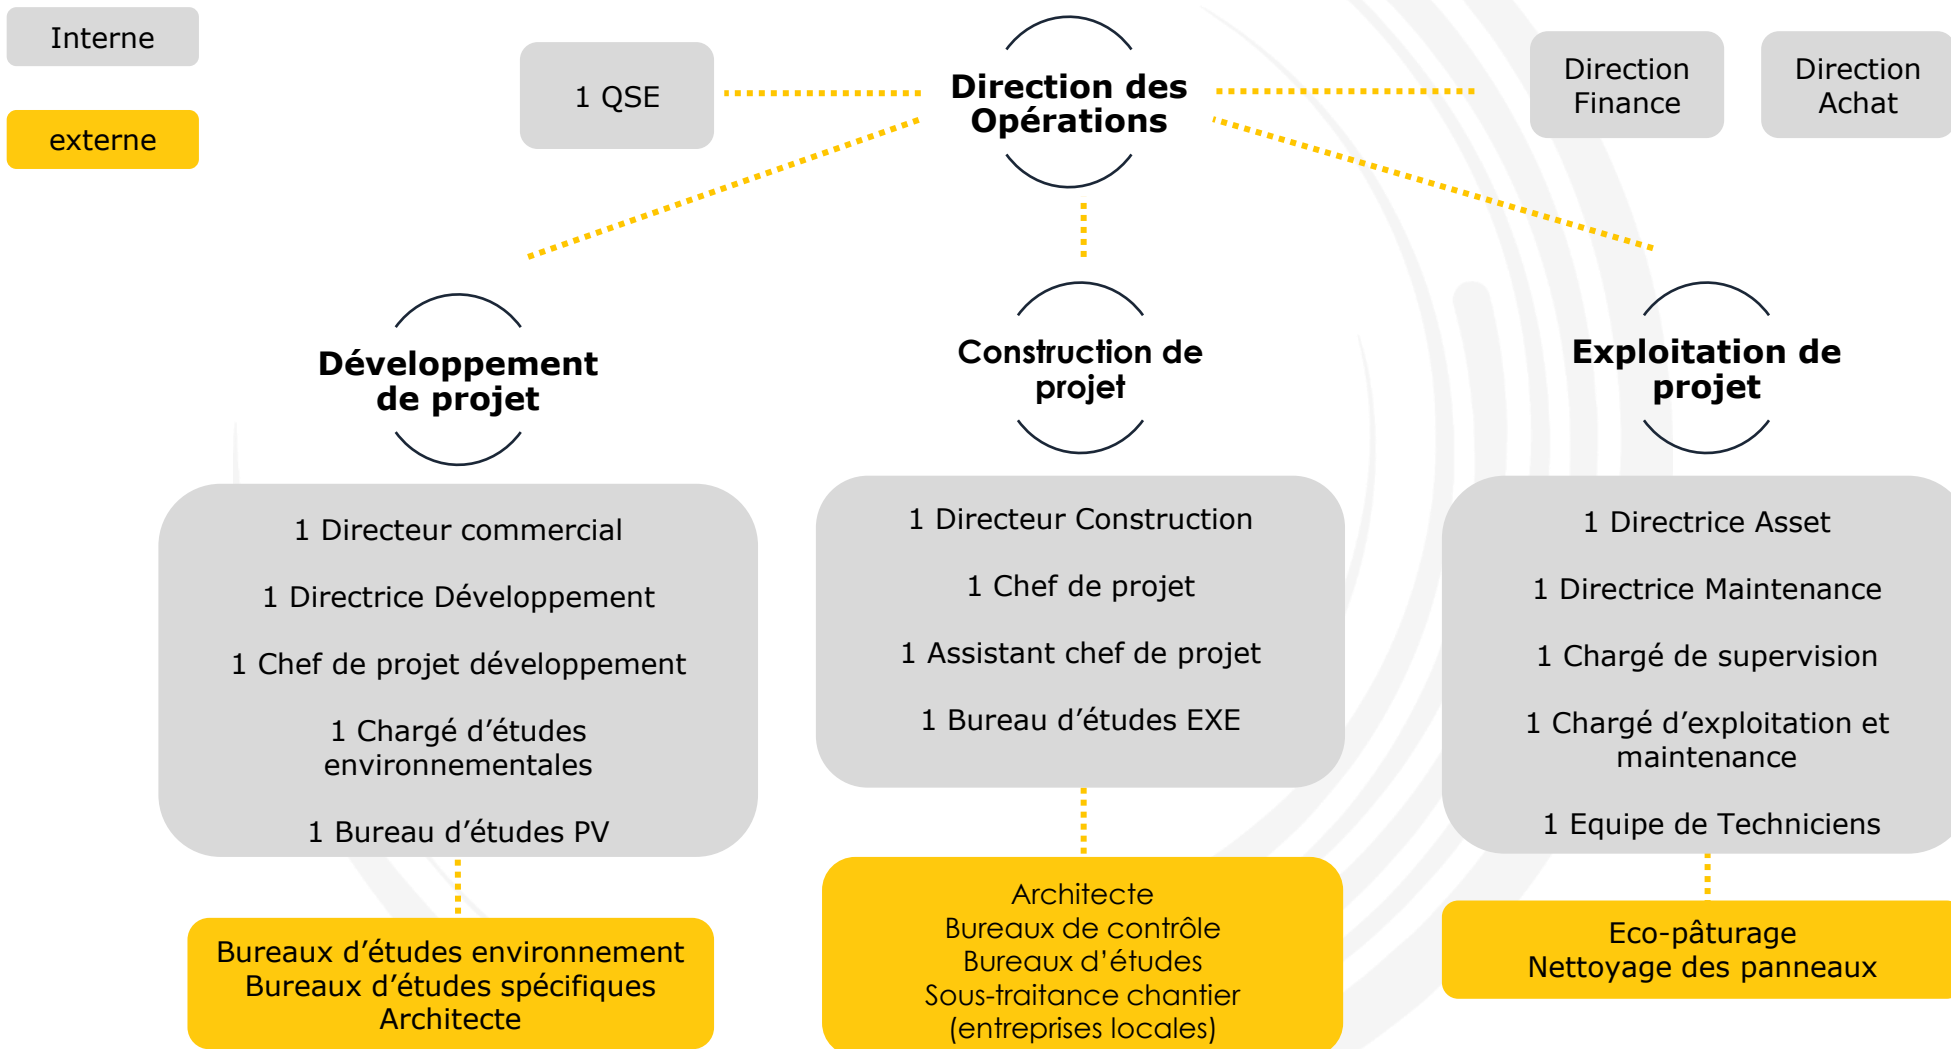 Interne
externe
1 QSE
Direction des
Opérations
Direction
Finance
Direction
Achat
Développement
de projet
1 Directeur commercial
1 Directrice Développement
1 Chef de projet développement
1 Chargé d’études
environnementales
1 Bureau d’études PV
Bureaux d’études environnement
Bureaux d’études spécifiques
Architecte
Construction de
projet
1 Directeur Construction
1 Chef de projet
1 Assistant chef de projet
1 Bureau d’études EXE
Architecte
Bureaux de contrôle
Bureaux d’études
Sous-traitance chantier
(entreprises locales)
Exploitation de
projet
1 Directrice Asset
1 Directrice Maintenance
1 Chargé de supervision
1 Chargé d’exploitation et
maintenance
1 Equipe de Techniciens
Eco-pâturage
Nettoyage des panneaux